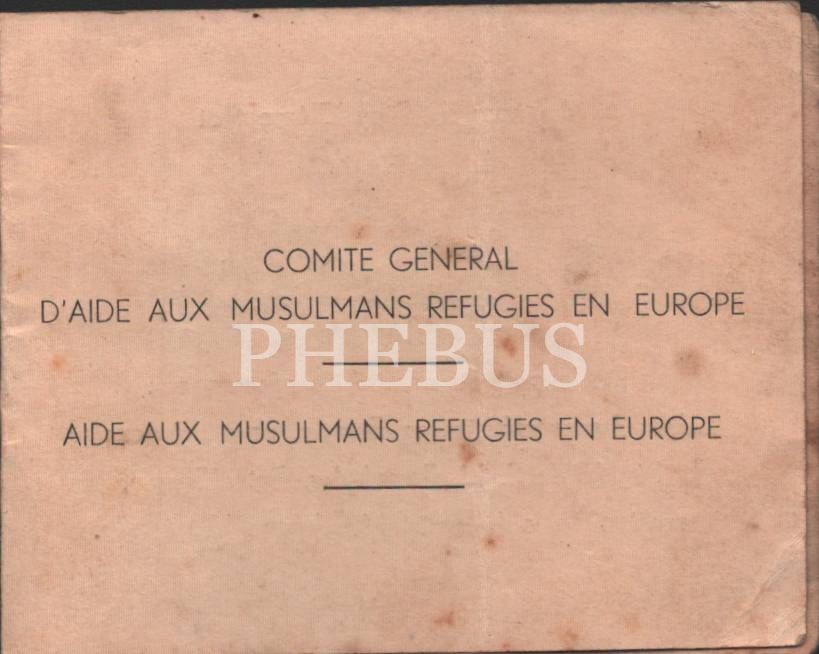 COMITE GENERAL
D'AIDE AUX MUSULMANS REFUGIES EN EUROPE
PHEBUS
AIDE AUX MUSULMANS REFUGIES EN EUROPE